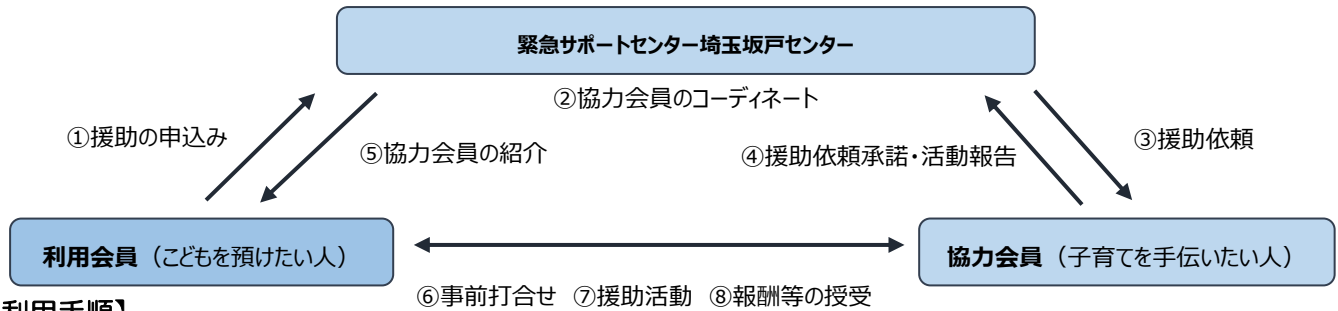 緊急サポートセンター埼玉坂戸センター
②協力会員のコーディネート
①援助の申込み
⑤協力会員の紹介
④援助依頼承諾・活動報告
③援助依頼
利用会員（こどもを預けたい人）
協力会員（子育てを手伝いたい人）
⑥事前打合せ ⑦援助活動 ⑧報酬等の授受
利用手順】